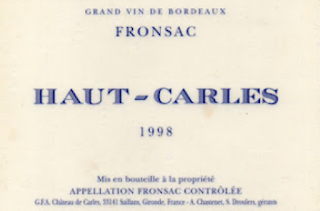 GRAND VIN DE BORDEAUX
FRONSAC
HAUT-CARLES
1998
Mis en bouteille à la propriété
APPELLATION FRONSAC CONTRÔLÉE
G.F.A. Château de Carles, 33141 Saillans, Gironde, France - A. Chastenet, S. Droulers, gérants